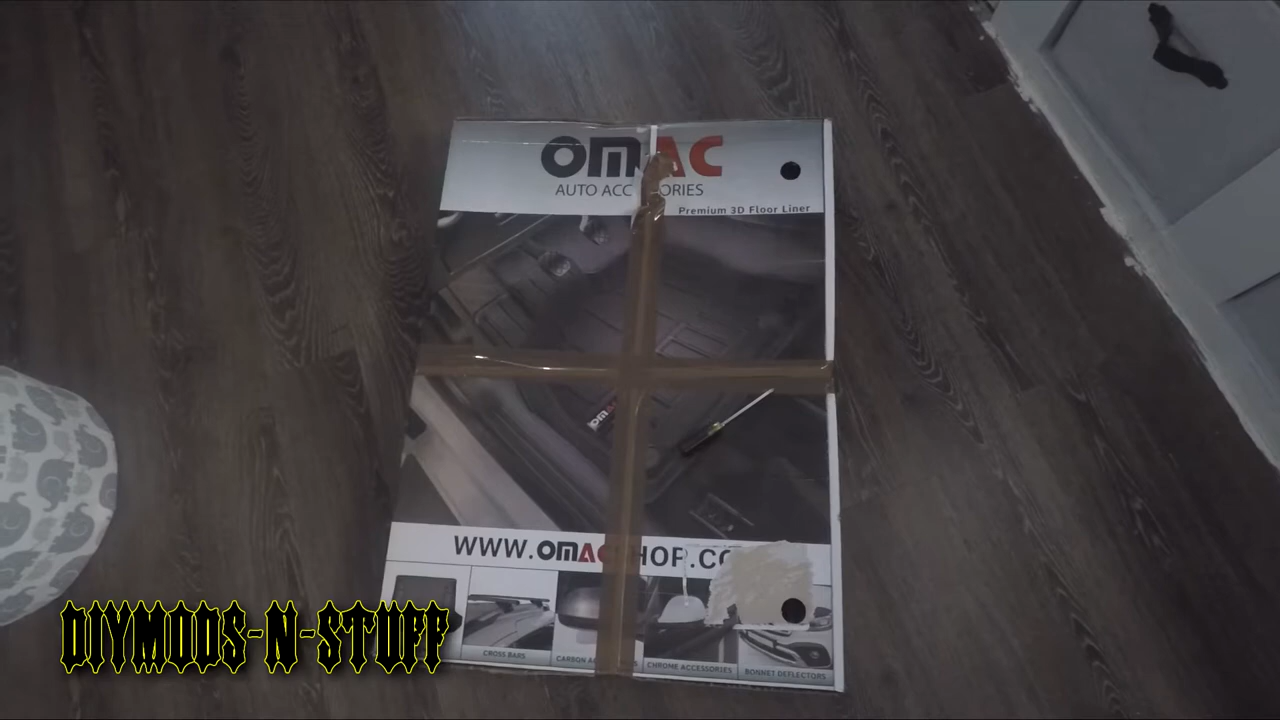 OMAC
AUTO ACC ORIES
Premium 3D Floor Liner
OMA
WWW.OMAC HOP.CO
CROSS BARS
CARBON
CHROME ACCESSORIES
BONNET DEFLECTORS
DIYMODS-N-STUFF